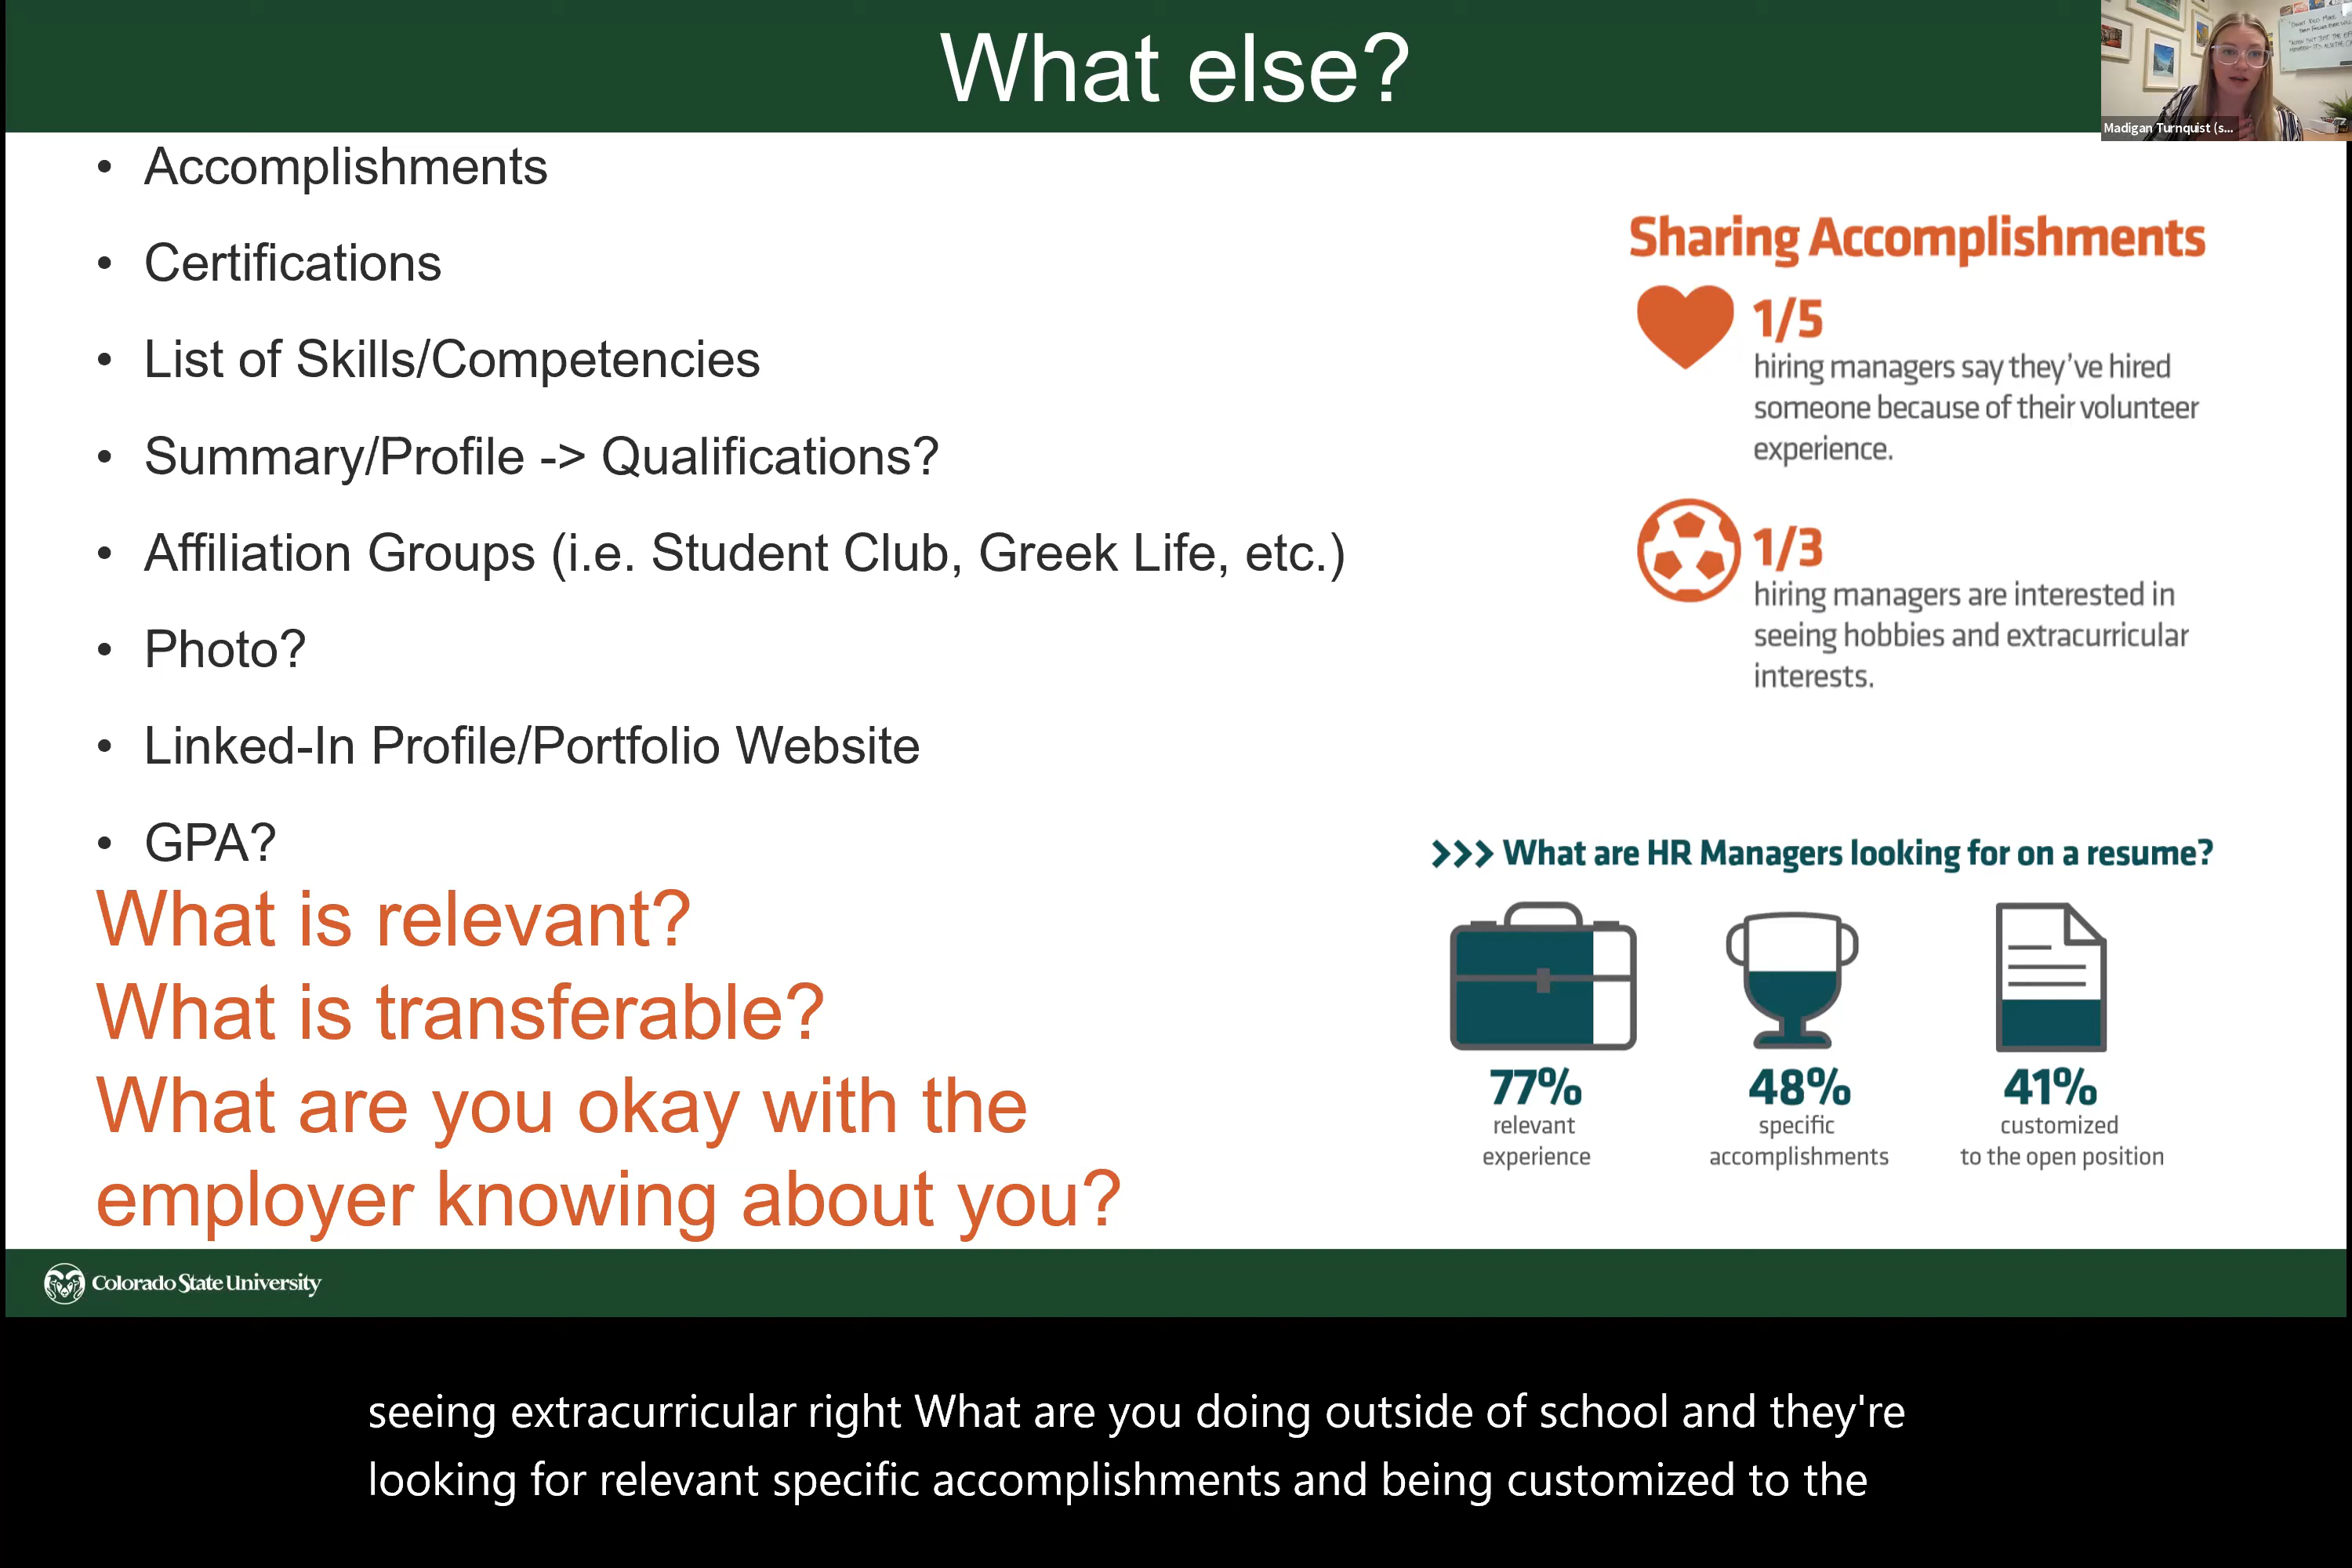 What else?
Madigan Turnquist (s...
• Accomplishments
• Certifications
• List of Skills/Competencies
• Summary/Profile -> Qualifications?
• Affiliation Groups (i.e. Student Club, Greek Life, etc.)
• Photo?
• Linked-In Profile/Portfolio Website
• GPA?
What is relevant?
What is transferable?
What are you okay with the
employer knowing about you?
Sharing Accomplishments
1/5
hiring managers say they've hired
someone because of their volunteer
experience.
1/3
hiring managers are interested in
seeing hobbies and extracurricular
interests.
>>> What are HR Managers looking for on a resume?
77%
relevant
experience
48%
specific
accomplishments
41%
customized
to the open position
Colorado State University
seeing extracurricular right What are you doing outside of school and they're
looking for relevant specific accomplishments and being customized to the